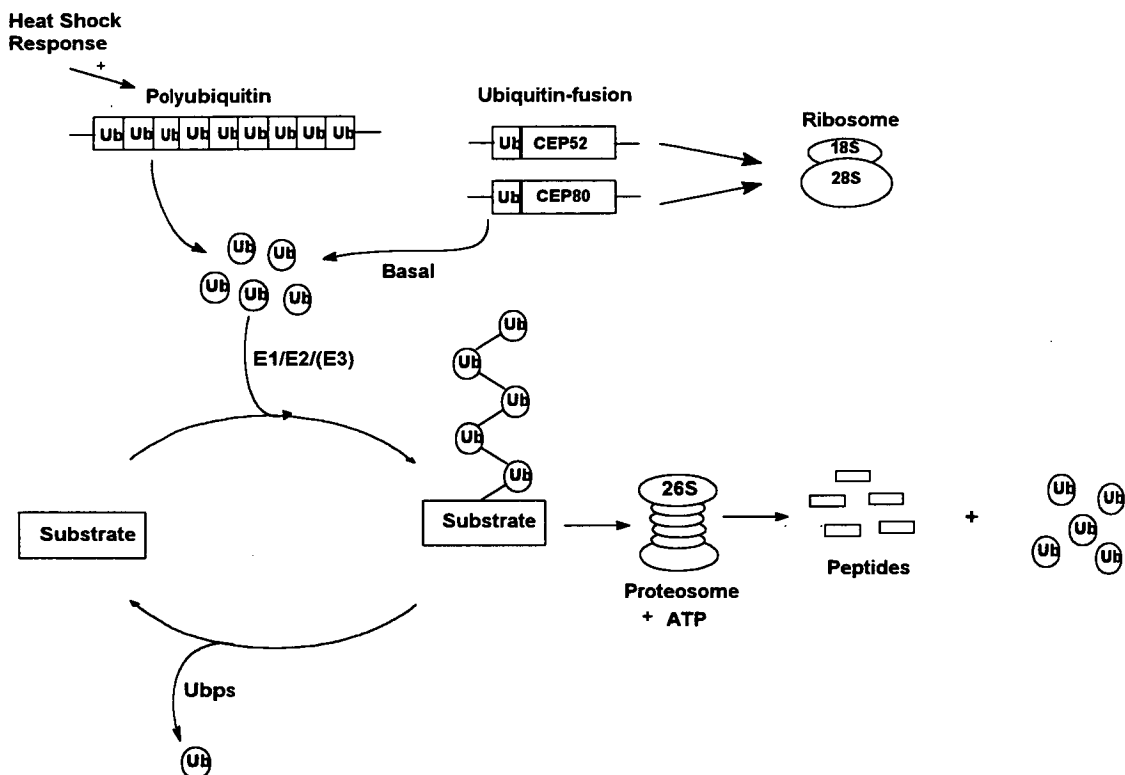 Heat Shock
Response
+
Polyubiquitin
Ub Ub Ub Ub Ub Ub Ub Ub Ub
Ubiquitin-fusion
Ub CEP52
Ub CEP80
Ribosome
18S
28S
Basal
Ub Ub
Ub Ub Ub
E1/E2/(E3)
Ub
Ub
Ub
Ub
Ub
Substrate
Substrate
26S
Proteosome
+ ATP
Peptides
+
Ub Ub
Ub
Ub Ub
Ubps
Ub